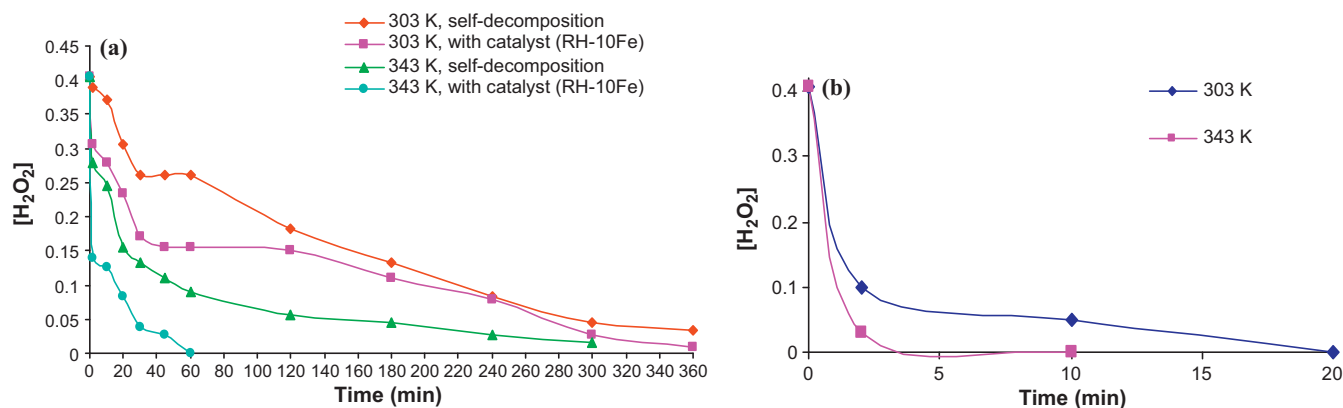 303 K, self-decomposition
303 K, with catalyst (RH-10Fe)
343 K, self-decomposition
343 K, with catalyst (RH-10Fe)
(a)
0.45
0.4
0.35
0.3
0.25
0.2
0.15
0.1
0.05
0
[H₂O₂]
0 20 40 60 80 100 120 140 160 180 200 220 240 260 280 300 320 340 360
Time (min)
(b)
303 K
343 K
0.4
0.3
0.2
0.1
0
[H₂O₂]
0 5 10 15 20
Time (min)